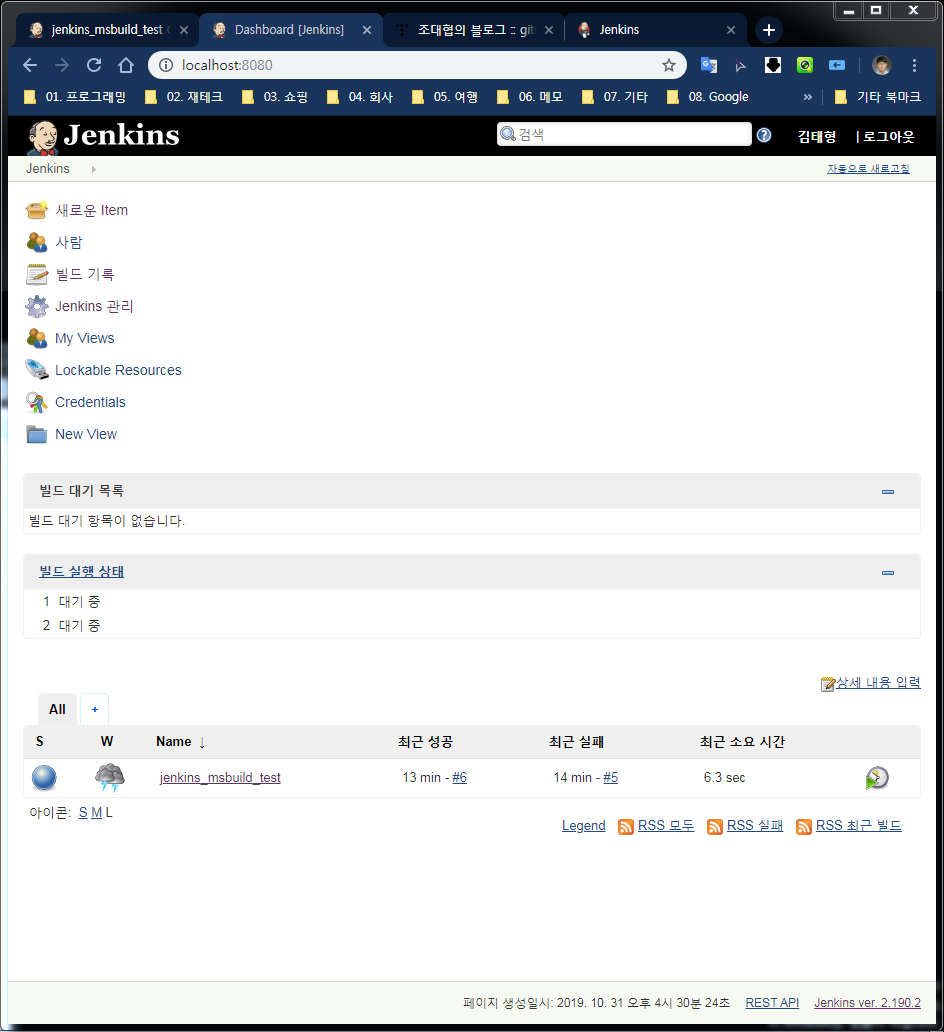 jenkins_msbuild_test
Dashboard [Jenkins]
조대협의 블로그 :: git
Jenkins
localhost:8080
01. 프로그래밍
02. 재테크
03. 쇼핑
04. 회사
05. 여행
06. 메모
07. 기타
08. Google
»
기타 북마크
Jenkins
검색
김태형
| 로그아웃
Jenkins
자동으로 새로고침
새로운 Item
사람
빌드 기록
Jenkins 관리
My Views
Lockable Resources
Credentials
New View
빌드 대기 목록
빌드 대기 항목이 없습니다.
빌드 실행 상태
1 대기 중
2 대기 중
상세 내용 입력
All +
S W Name ↓ 최근 성공 최근 실패 최근 소요 시간
jenkins_msbuild_test 13 min - #6 14 min - #5 6.3 sec
아이콘: S M L
Legend RSS 모두 RSS 실패 RSS 최근 빌드
페이지 생성일시: 2019. 10. 31 오후 4시 30분 24초 REST API Jenkins ver. 2.190.2